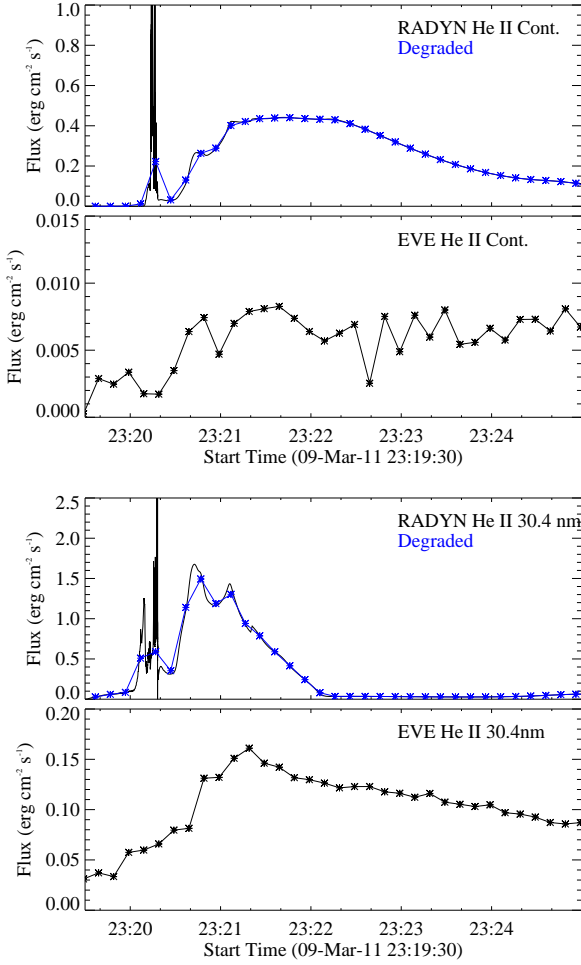 1.0
0.8
0.6
0.4
0.2
0.0
Flux (erg cm⁻² s⁻¹)
RADYN He II Cont.
Degraded
0.015
0.010
0.005
0.000
Flux (erg cm⁻² s⁻¹)
EVE He II Cont.
23:20 23:21 23:22 23:23 23:24
Start Time (09-Mar-11 23:19:30)
2.5
2.0
1.5
1.0
0.5
0.0
Flux (erg cm⁻² s⁻¹)
RADYN He II 30.4 nm
Degraded
0.20
0.15
0.10
0.05
0.00
Flux (erg cm⁻² s⁻¹)
EVE He II 30.4nm
23:20 23:21 23:22 23:23 23:24
Start Time (09-Mar-11 23:19:30)